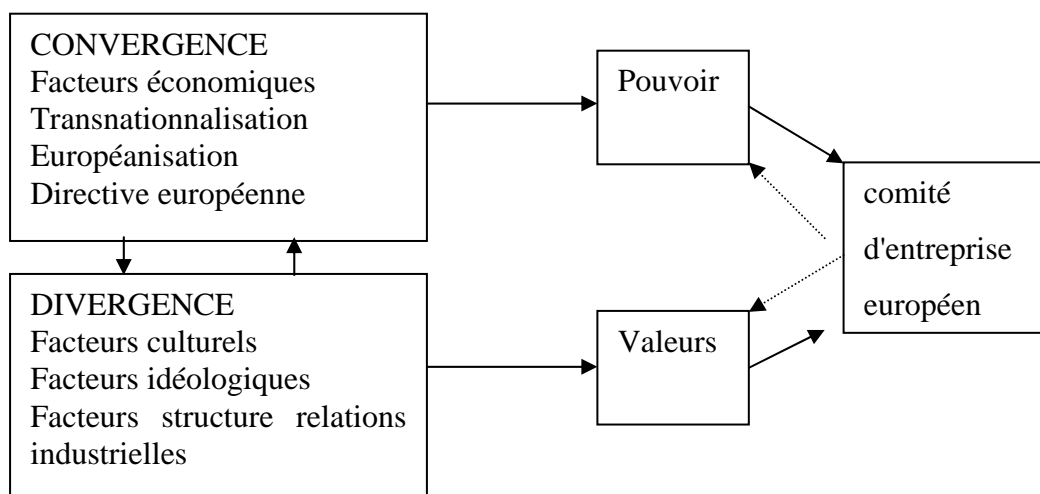 CONVERGENCE
Facteurs économiques
Transnationnalisation
Européanisation
Directive européenne
Pouvoir
comité
d'entreprise
européen
DIVERGENCE
Facteurs culturels
Facteurs idéologiques
Facteurs structure relations
industrielles
Valeurs